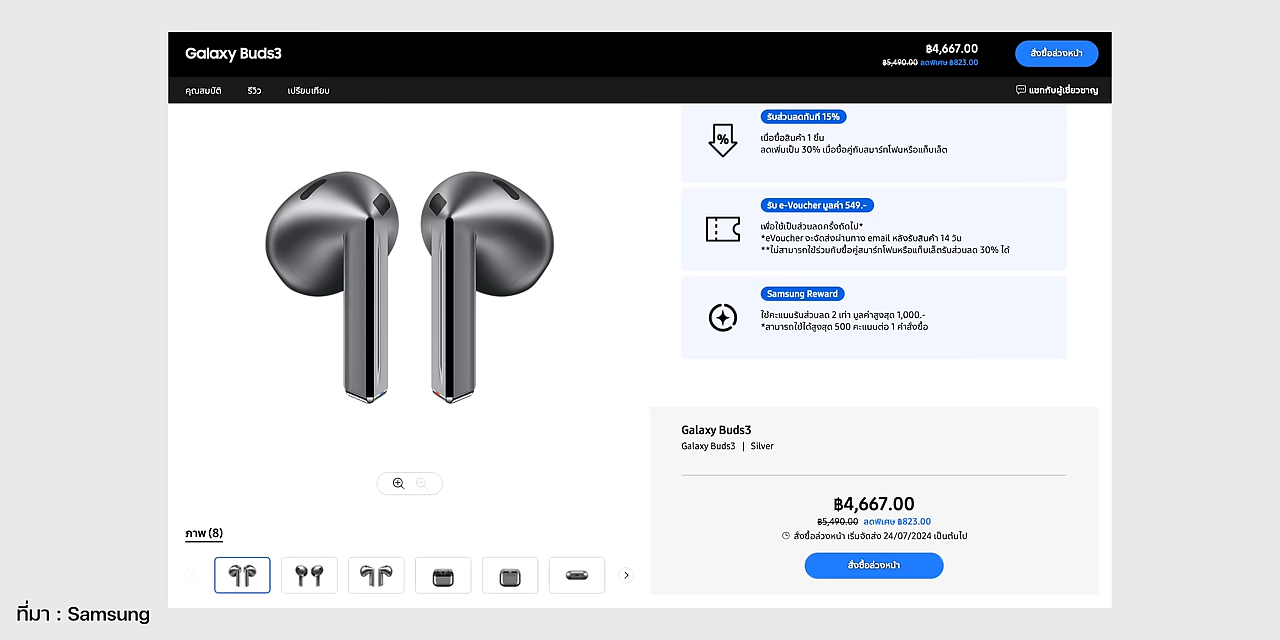 Galaxy Buds3
฿4,667.00
฿5,490.00 ลดพิเศษ ฿823.00
สั่งซื้อล่วงหน้า
คุณสมบัติ รีวิว เปรียบเทียบ
แชทกับผู้เชี่ยวชาญ
รับส่วนลดทันที 15%
%
เมื่อซื้อสินค้า 1 ชิ้น
ลดเพิ่มเป็น 30% เมื่อซื้อคู่กับสมาร์ทโฟนหรือแท็บเล็ต
รับ e-Voucher มูลค่า 549.-
เพื่อใช้เป็นส่วนลดครั้งถัดไป*
*eVoucher จะจัดส่งผ่านทาง email หลังรับสินค้า 14 วัน
**ไม่สามารถใช้ร่วมกับซื้อคู่สมาร์ทโฟนหรือแท็บเล็ตรับส่วนลด 30% ได้
Samsung Reward
ใช้คะแนนรับส่วนลด 2 เท่า มูลค่าสูงสุด 1,000.-
*สามารถใช้ได้สูงสุด 500 คะแนนต่อ 1 คำสั่งซื้อ
Galaxy Buds3
Galaxy Buds3 | Silver
฿4,667.00
฿5,490.00 ลดพิเศษ ฿823.00
สั่งซื้อล่วงหน้า เริ่มจัดส่ง 24/07/2024 เป็นต้นไป
สั่งซื้อล่วงหน้า
ภาพ (8)
ที่มา : Samsung